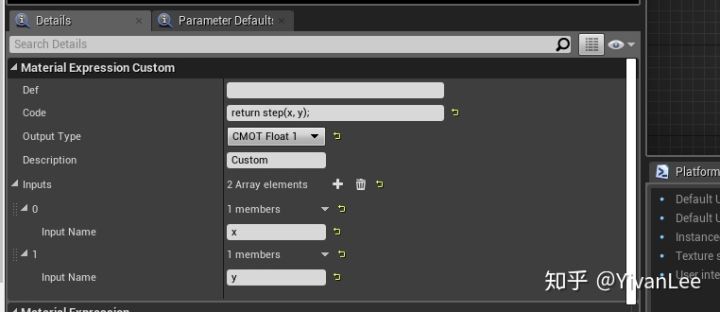 Details
Parameter Defaults
Search Details
Material Expression Custom
Def
Code
return step(x, y);
Output Type
CMOT Float 1
Description
Custom
Inputs
2 Array elements
0
1 members
Input Name
x
1
1 members
Input Name
y
Material Expression
Platform
Default U
Default U
Instance
Texture s
User inte
知乎 @YivanLee